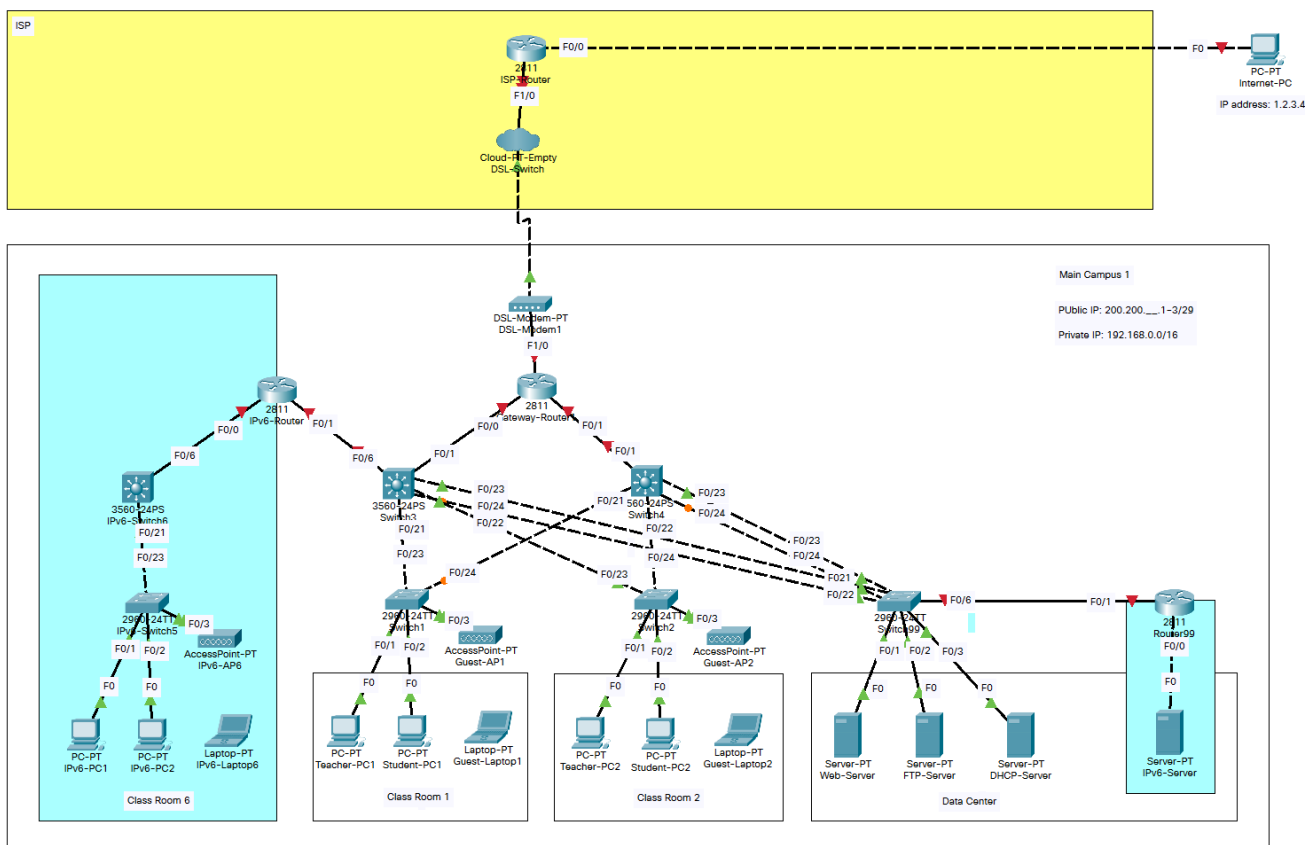 ISP
F0/0
F0
2811
ISP-Router
PC-PT
Internet-PC
F1/0
IP address: 1.2.3.4
Cloud-PT-Empty
DSL-Switch
Main Campus 1
PUblic IP: 200.200.__.1-3/29
Private IP: 192.168.0.0/16
DSL-Modem-PT
DSL-Modem1
F1/0
2811
IPv6-Router
2811
Gateway-Router
F0/0
F0/1
F0/0
F0/1
F0/6
F0/6
F0/1
F0/1
3560-24PS
IPv6-Switch6
3560-24PS
Switch3
560-24PS
Switch4
F0/23
F0/24
F0/22
F0/21
F0/23
F0/24
F0/21
F0/23
F0/21
F0/23
F0/24
F0/22
F0/24
F0/23
F0/23
F0/24
F021
F0/22
2960-24TT
IPv6-Switch5
F0/3
2960-24TT
Switch1
F0/3
2960-24TT
Switch2
F0/3
2960-24TT
Switch99
F0/6
F0/1
2811
Router99
F0/0
AccessPoint-PT
IPv6-AP6
AccessPoint-PT
Guest-AP1
AccessPoint-PT
Guest-AP2
F0/1
F0/2
F0/1
F0/2
F0/1
F0/2
F0/1
F0/2
F0/3
F0
F0
F0
F0
F0
F0
F0
F0
F0
F0
PC-PT
IPv6-PC1
PC-PT
IPv6-PC2
Laptop-PT
IPv6-Laptop6
PC-PT
Teacher-PC1
PC-PT
Student-PC1
Laptop-PT
Guest-Laptop1
PC-PT
Teacher-PC2
PC-PT
Student-PC2
Laptop-PT
Guest-Laptop2
Server-PT
Web-Server
Server-PT
FTP-Server
Server-PT
DHCP-Server
Server-PT
IPv6-Server
Class Room 6
Class Room 1
Class Room 2
Data Center